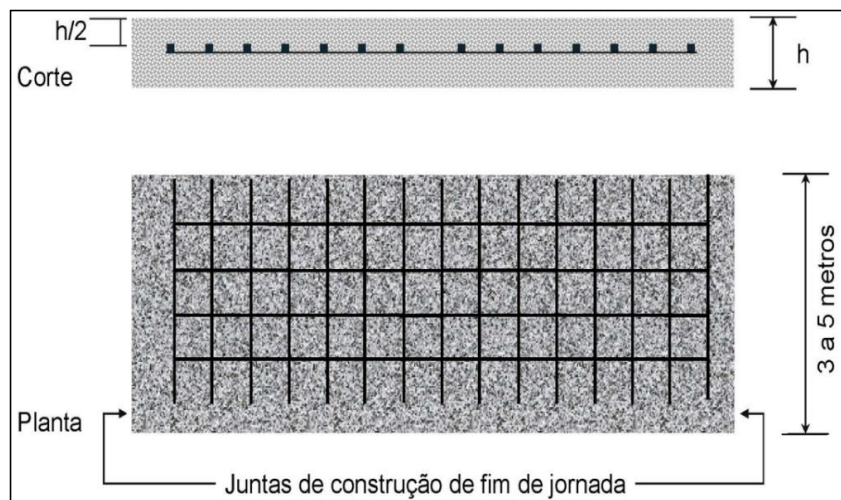 h/2
Corte
h
3 a 5 metros
Planta
Juntas de construção de fim de jornada